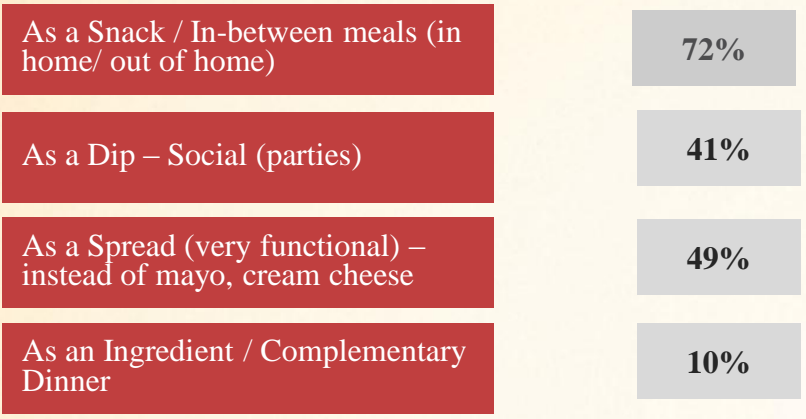 As a Snack / In-between meals (in
home/ out of home)
72%
As a Dip – Social (parties)
41%
As a Spread (very functional) –
instead of mayo, cream cheese
49%
As an Ingredient / Complementary
Dinner
10%